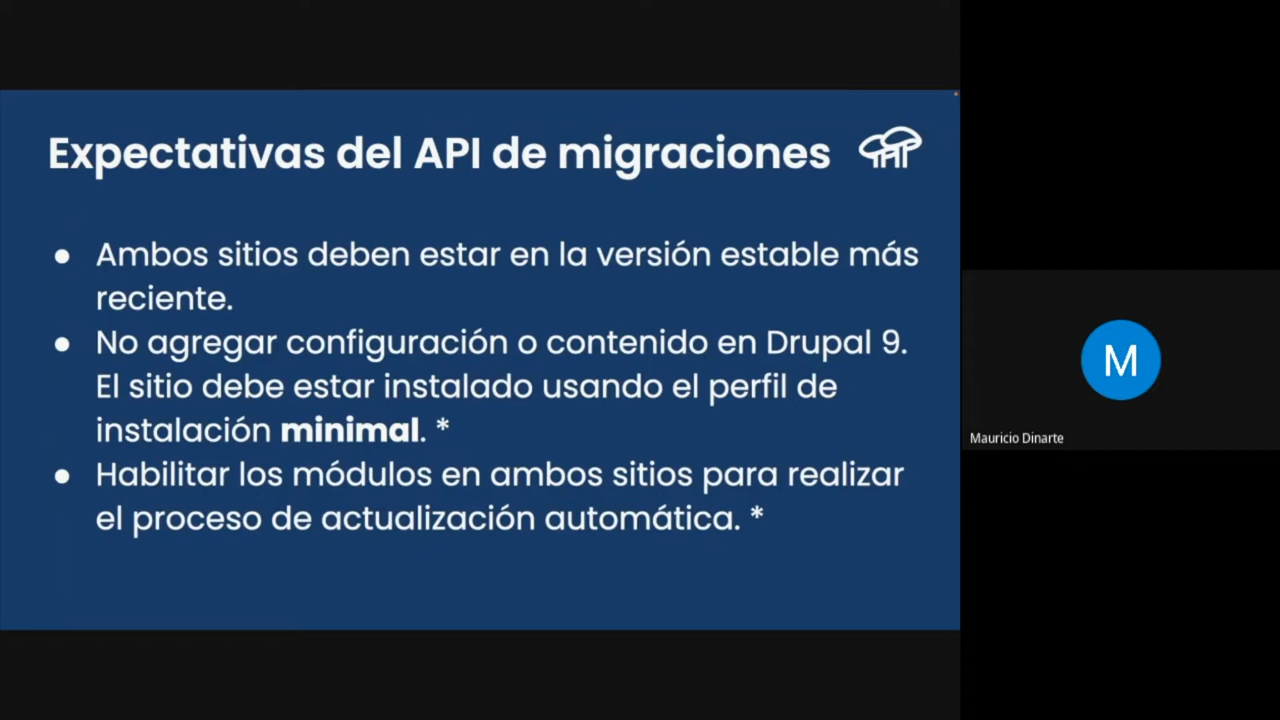 Expectativas del API de migraciones
● Ambos sitios deben estar en la versión estable más
reciente.
● No agregar configuración o contenido en Drupal 9.
El sitio debe estar instalado usando el perfil de
instalación minimal. *
● Habilitar los módulos en ambos sitios para realizar
el proceso de actualización automática. *
M
Mauricio Dinarte